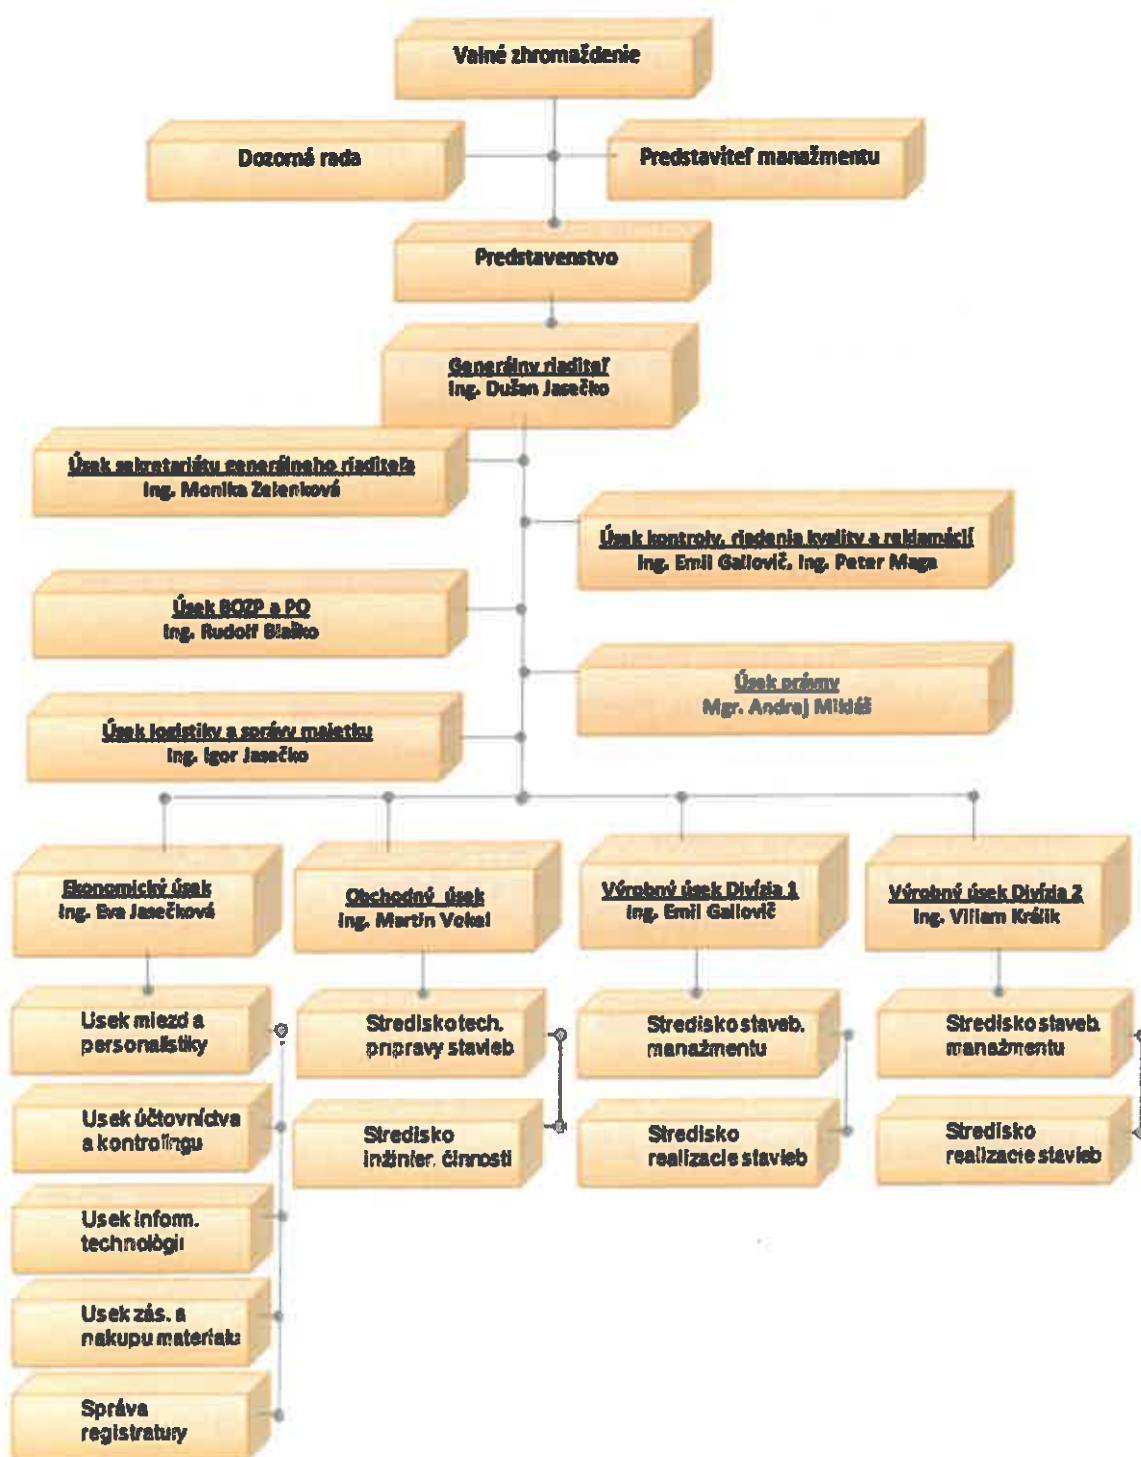 Valné zhromaždenie
Dozorná rada
Predstaviteľ manažmentu
Predstavenstvo
Generálny riaditeľ
Ing. Dušan Jasečko
Úsek sekretariátu generálneho riaditeľa
Ing. Monika Zelenková
Úsek kontroly, riadenia kvality a reklamácií
Ing. Emil Gallovič, Ing. Peter Maga
Úsek BOZP a PO
Ing. Rudolf Blaško
Úsek právny
Mgr. Andrej Mikláš
Úsek logistiky a správy majetku
Ing. Igor Jasečko
Ekonomický úsek
Ing. Eva Jasečková
Obchodný úsek
Ing. Martin Vokal
Výrobný úsek Divízia 1
Ing. Emil Gallovič
Výrobný úsek Divízia 2
Ing. Viliam Králik
Usek miezd a
personalistiky
Stredisko tech.
pripravy stavieb
Stredisko staveb.
manažmentu
Stredisko staveb.
manažmentu
Usek účtovníctva
a kontrolingu
Stredisko
inžinier. činnosti
Stredisko
realizacie stavieb
Stredisko
realizacie stavieb
Usek inform.
technológii
Usek zás. a
nakupu materialu
Správa
registratury